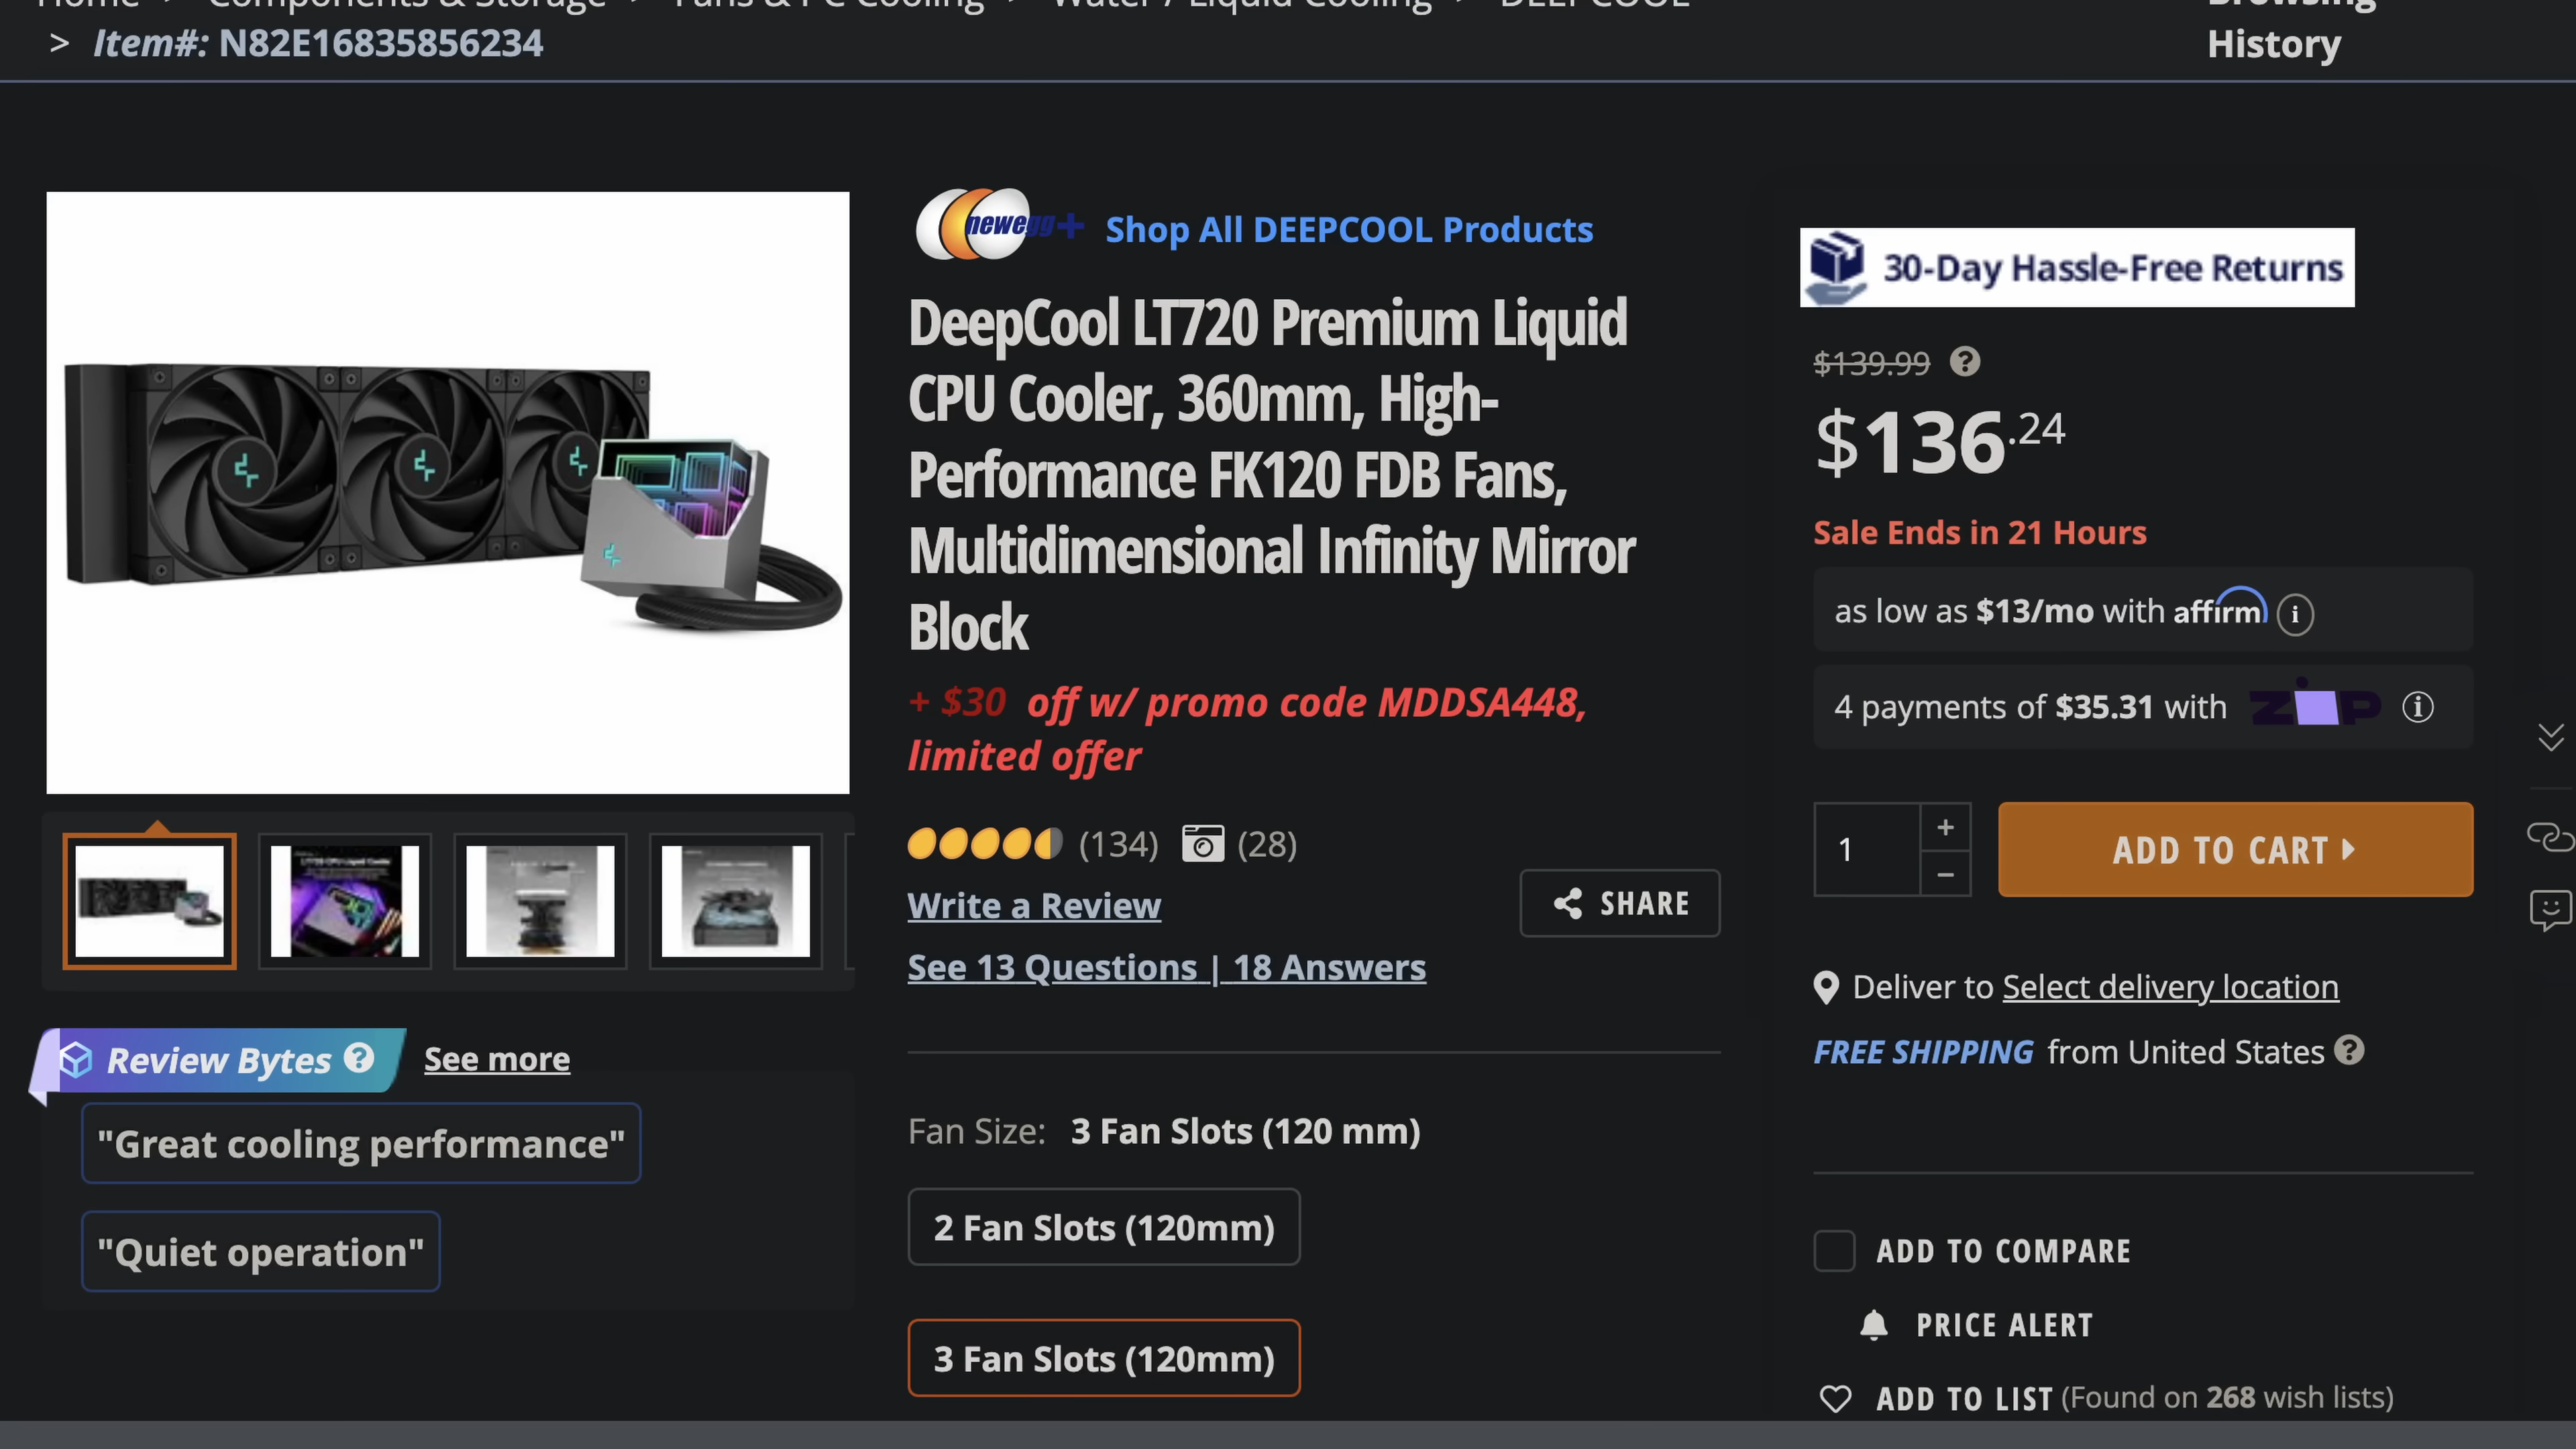 > Item#: N82E16835856234
History
newegg+ Shop All DEEPCOOL Products
DeepCool LT720 Premium Liquid
CPU Cooler, 360mm, High-
Performance FK120 FDB Fans,
Multidimensional Infinity Mirror
Block
+ $30 off w/ promo code MDDSA448,
limited offer
(134) (28)
Write a Review
SHARE
See 13 Questions | 18 Answers
Review Bytes ? See more
"Great cooling performance"
"Quiet operation"
Fan Size: 3 Fan Slots (120 mm)
2 Fan Slots (120mm)
3 Fan Slots (120mm)
30-Day Hassle-Free Returns
$139.99 ?
$136.24
Sale Ends in 21 Hours
as low as $13/mo with affirm i
4 payments of $35.31 with ZIP i
1 + −
ADD TO CART
Deliver to Select delivery location
FREE SHIPPING from United States ?
ADD TO COMPARE
PRICE ALERT
ADD TO LIST (Found on 268 wish lists)